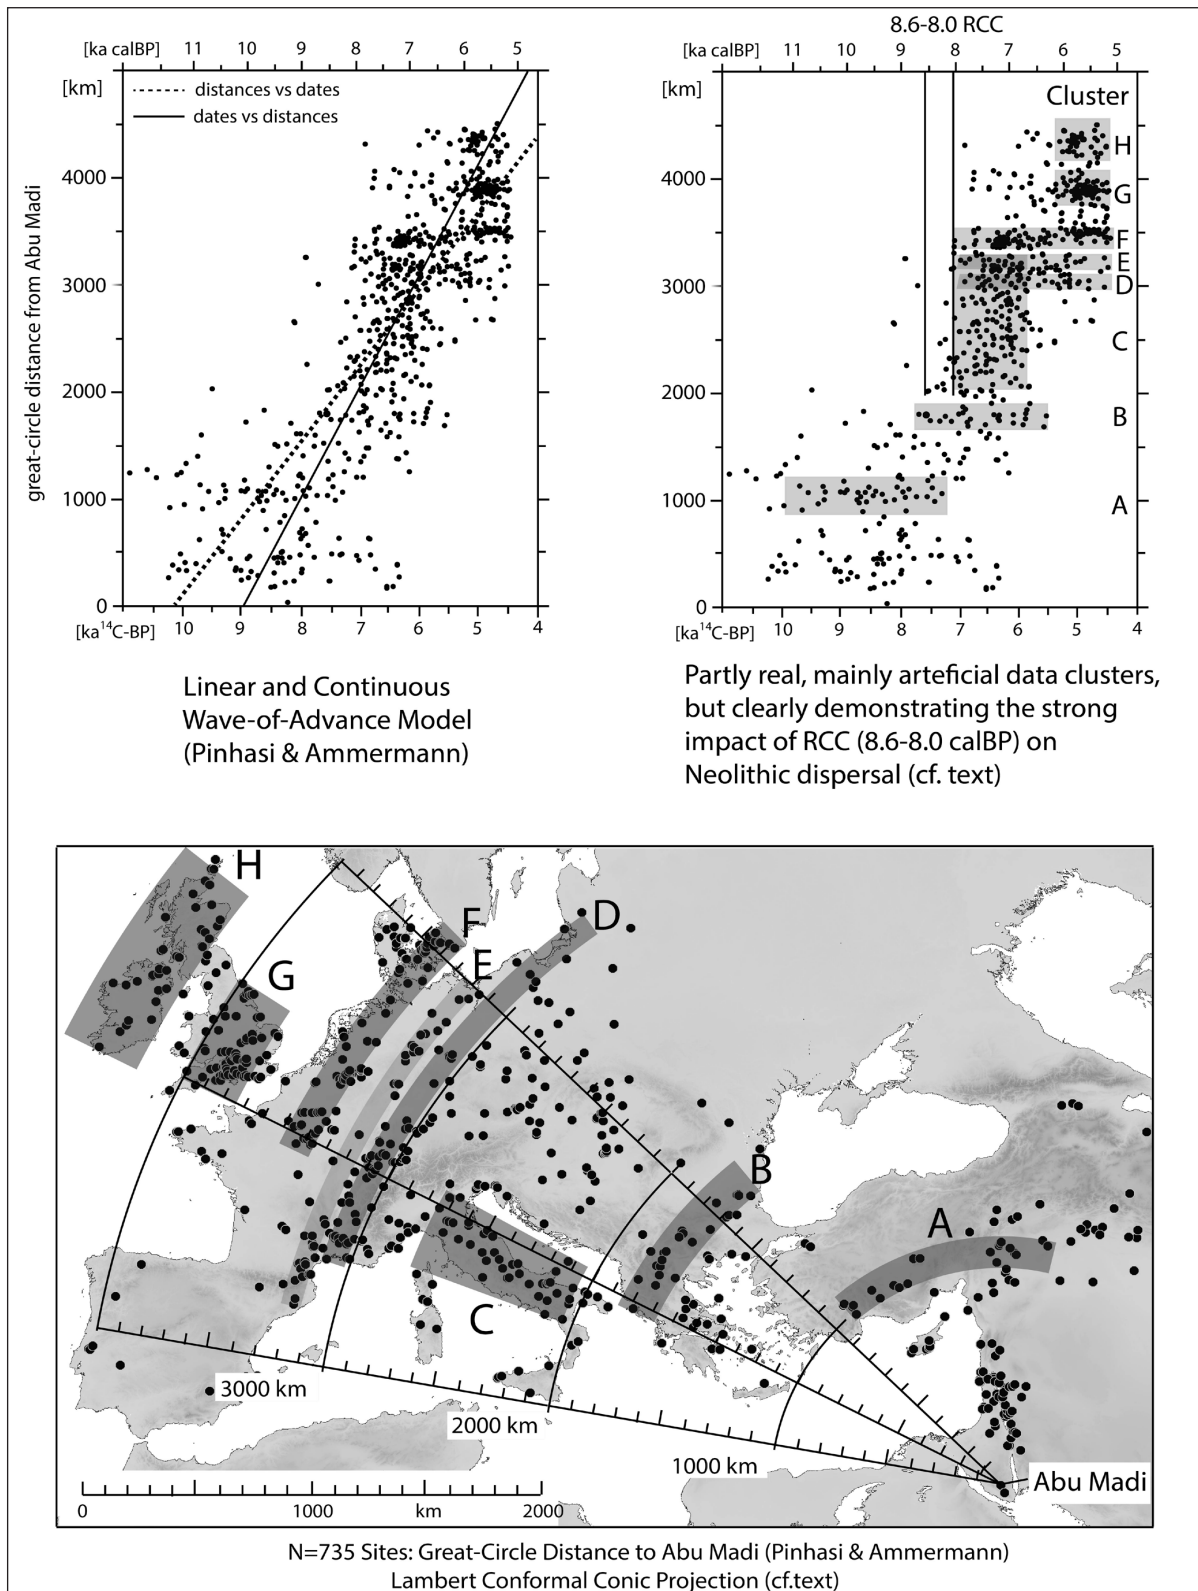 8.6-8.0 RCC
[ka calBP] 11 10 9 8 7 6 5
[km]
distances vs dates
dates vs distances
4000
3000
2000
1000
0
great-circle distance from Abu Madi
[ka¹⁴C-BP] 10 9 8 7 6 5 4
[ka calBP] 11 10 9 8 7 6 5
[km]
Cluster
H
G
F
E
D
C
B
A
4000
3000
2000
1000
0
[ka¹⁴C-BP] 10 9 8 7 6 5 4
Linear and Continuous
Wave-of-Advance Model
(Pinhasi & Ammermann)
Partly real, mainly arteficial data clusters,
but clearly demonstrating the strong
impact of RCC (8.6-8.0 calBP) on
Neolithic dispersal (cf. text)
H
G
F
E
D
B
A
C
3000 km
2000 km
1000 km
Abu Madi
0 1000 km 2000
N=735 Sites: Great-Circle Distance to Abu Madi (Pinhasi & Ammermann)
Lambert Conformal Conic Projection (cf.text)